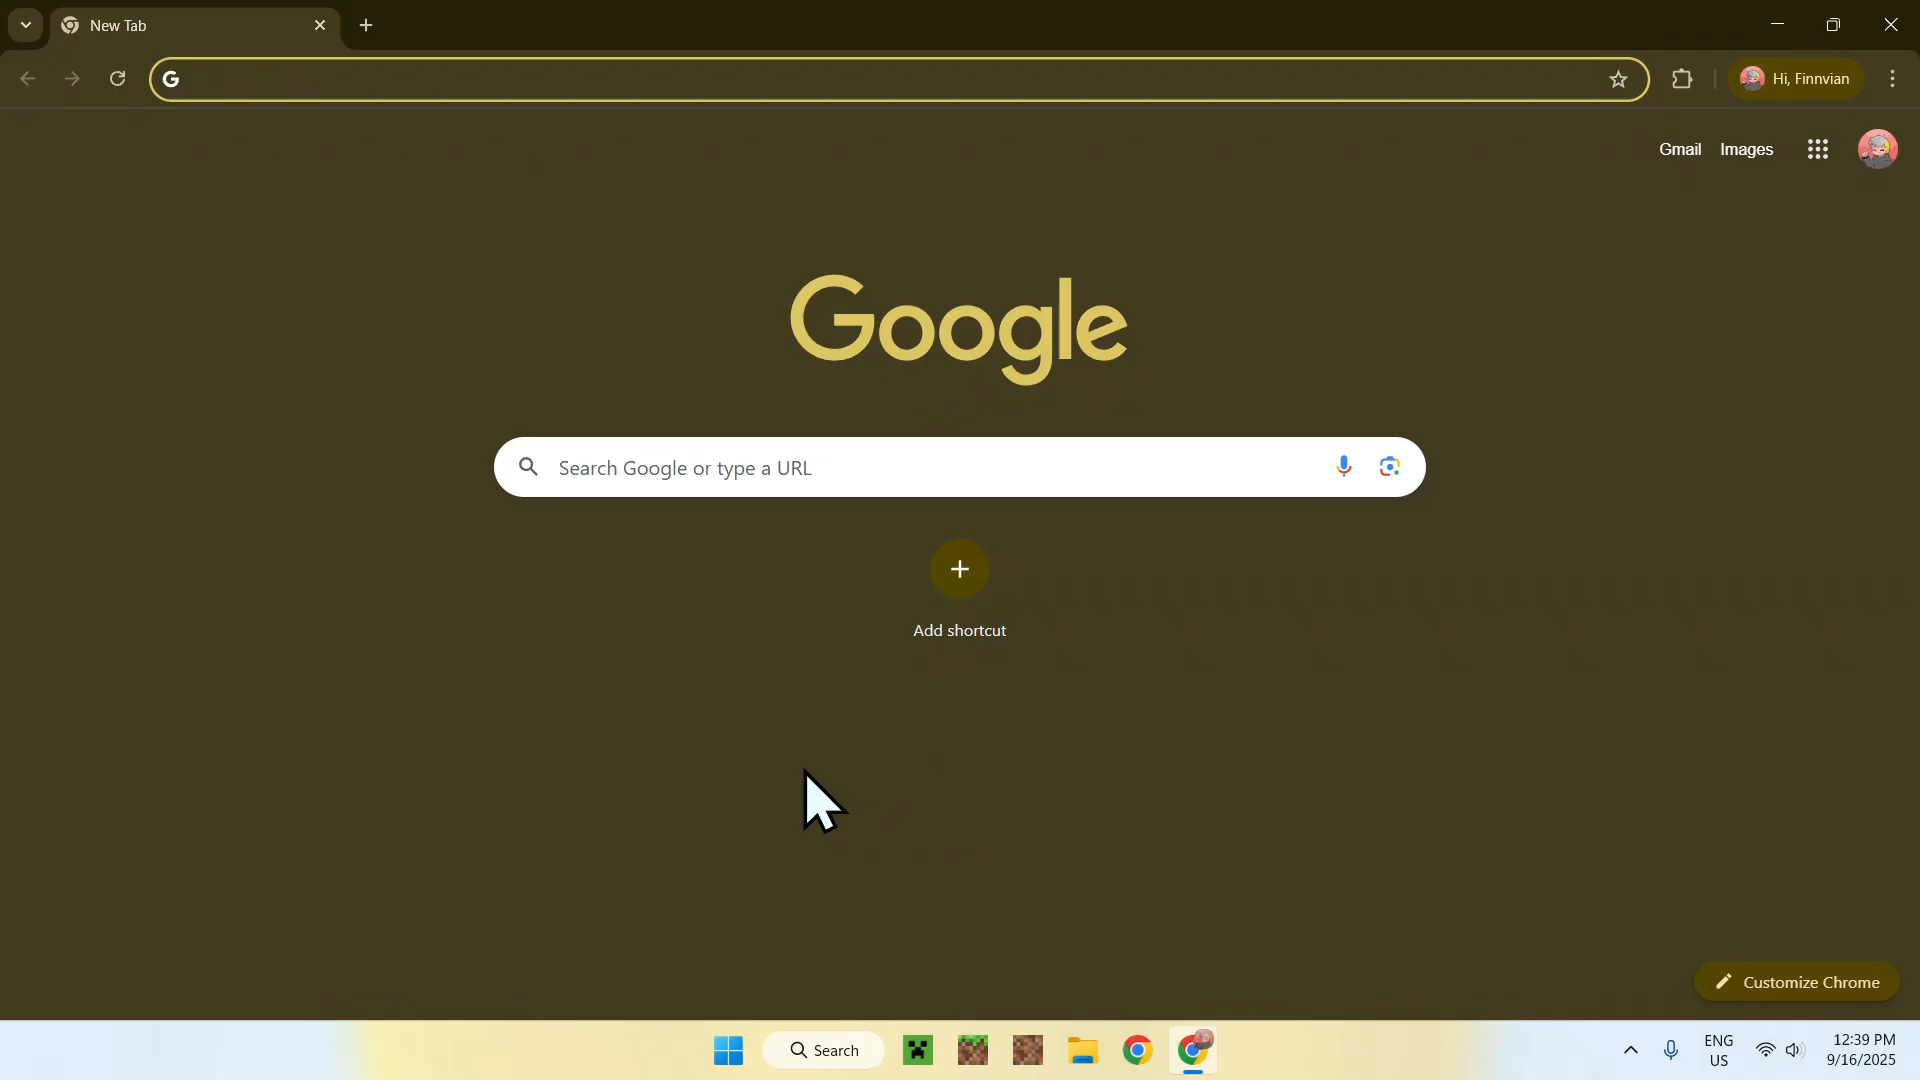 New Tab
Hi, Finnvian
Gmail Images
Google
Search Google or type a URL
Add shortcut
Customize Chrome
Search
ENG
US
12:39 PM
9/16/2025